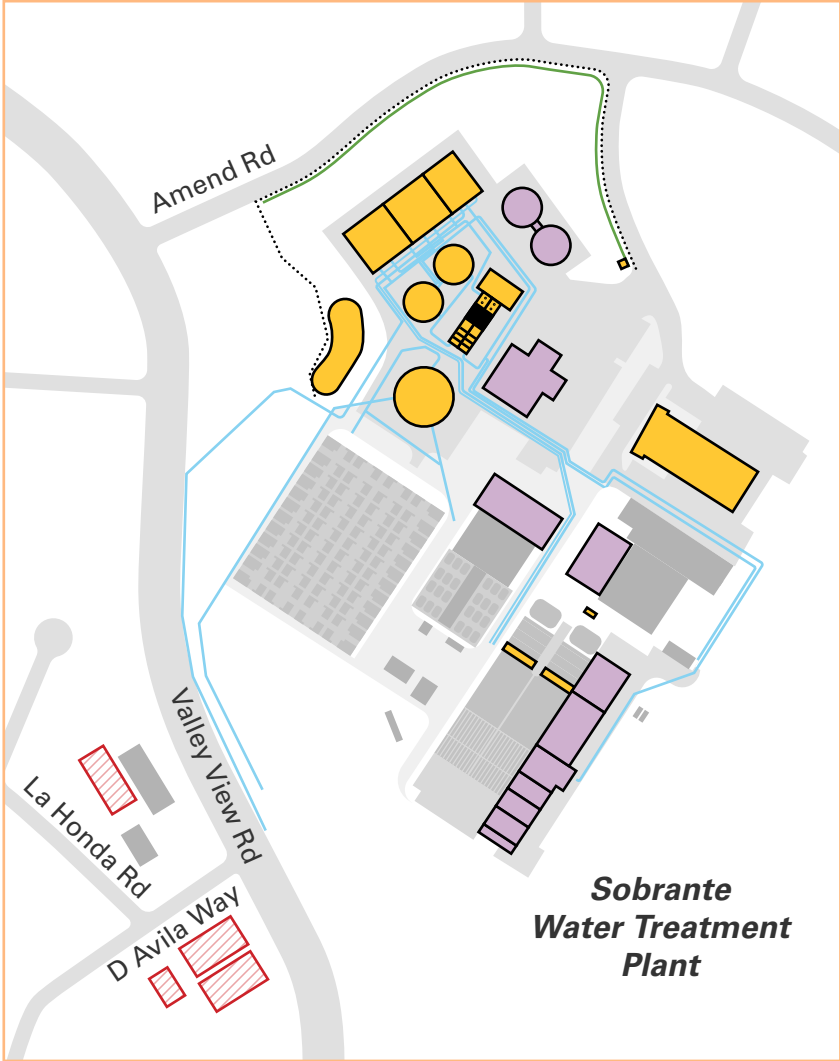 Amend Rd
Valley View Rd
La Honda Rd
D Avila Way
Sobrante
Water Treatment
Plant